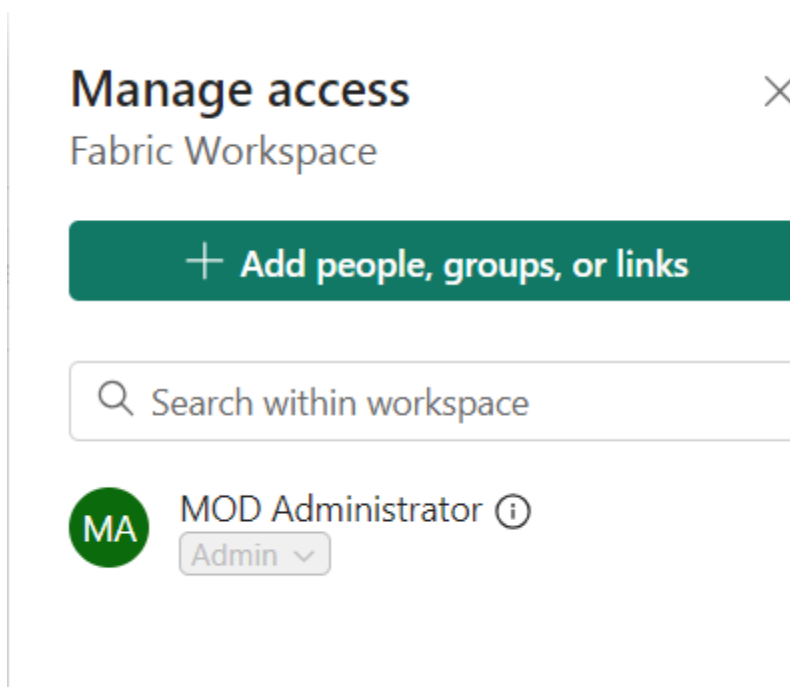 Manage access
Fabric Workspace
Add people, groups, or links
Search within workspace
MA
MOD Administrator
Admin